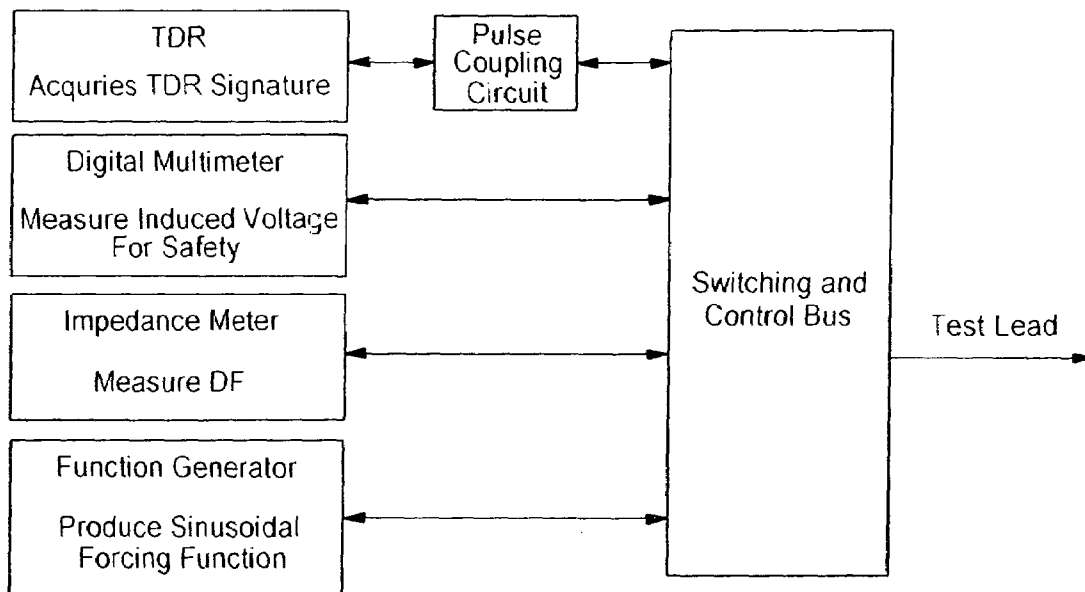 TDR
Acquries TDR Signature
Pulse
Coupling
Circuit
Digital Multimeter
Measure Induced Voltage
For Safety
Impedance Meter
Measure DF
Function Generator
Produce Sinusoidal
Forcing Function
Switching and
Control Bus
Test Lead